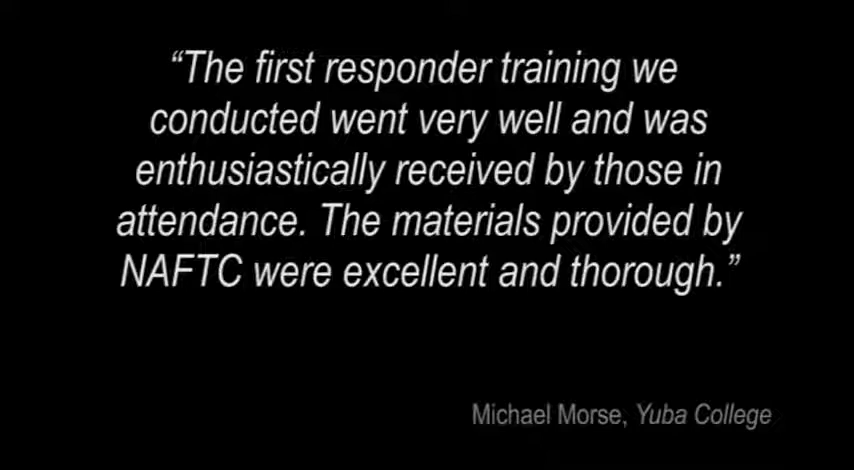 “The first responder training we
conducted went very well and was
enthusiastically received by those in
attendance. The materials provided by
NAFTC were excellent and thorough.”
Michael Morse, Yuba College